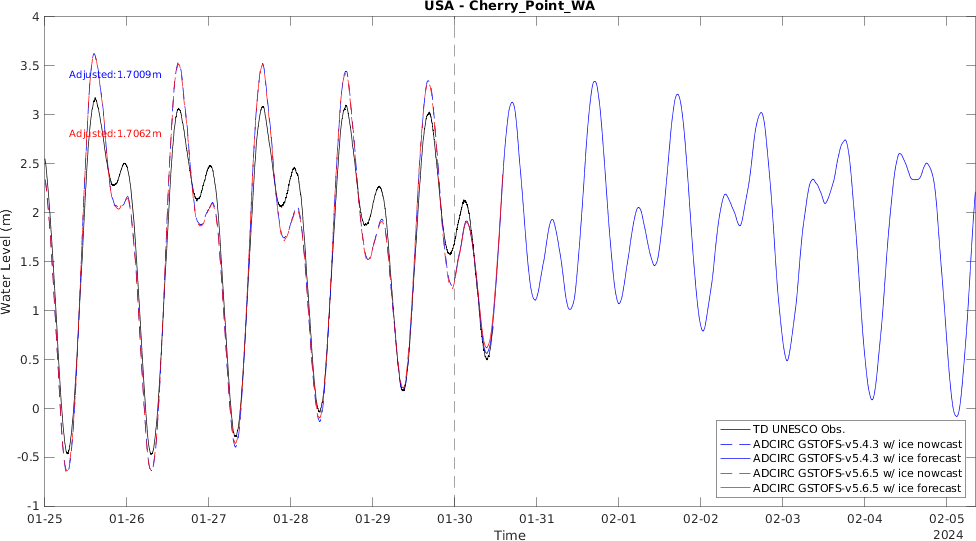 USA - Cherry_Point_WA
4
3.5
3
2.5
2
1.5
1
0.5
0
-0.5
-1
Water Level (m)
Adjusted:1.7009m
Adjusted:1.7062m
TD UNESCO Obs.
ADCIRC GSTOFS-v5.4.3 w/ ice nowcast
ADCIRC GSTOFS-v5.4.3 w/ ice forecast
ADCIRC GSTOFS-v5.6.5 w/ ice nowcast
ADCIRC GSTOFS-v5.6.5 w/ ice forecast
01-25 01-26 01-27 01-28 01-29 01-30 01-31 02-01 02-02 02-03 02-04 02-05
Time
2024